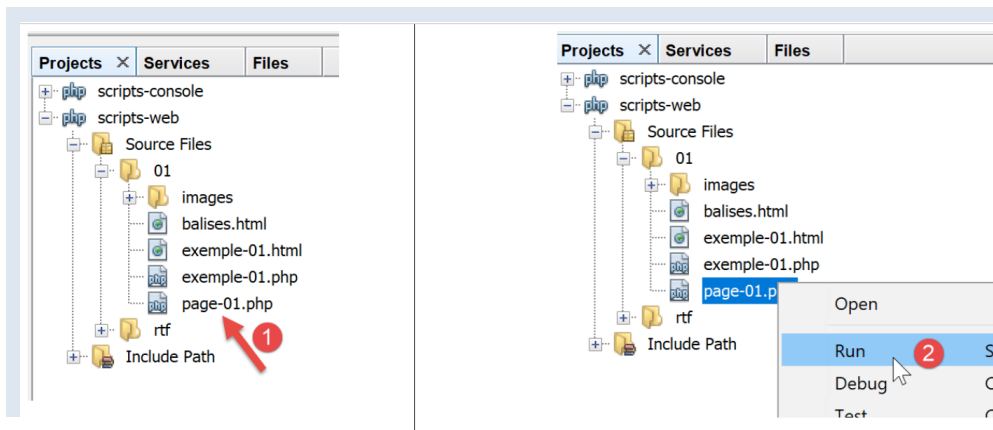 Projects × Services Files
php scripts-console
php scripts-web
Source Files
01
images
balises.html
exemple-01.html
php exemple-01.php
php page-01.php
1
rtf
Include Path
Projects × Services Files
php scripts-console
php scripts-web
Source Files
01
images
balises.html
exemple-01.html
php exemple-01.php
php page-01.p
rtf
Include Path
Open
Run 2 S
Debug C
Test C